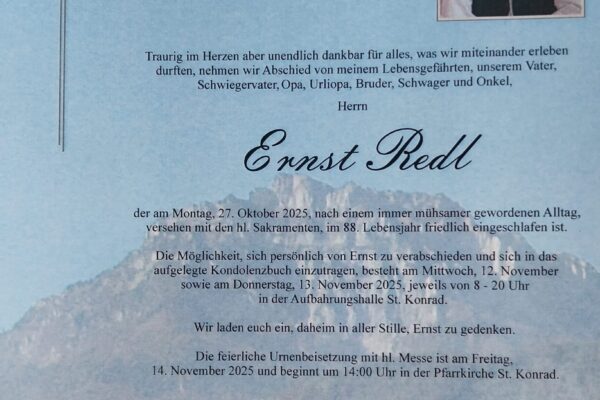 Traurig im Herzen aber unendlich dankbar für alles, was wir miteinander erleben
durften, nehmen wir Abschied von meinem Lebensgefährten, unserem Vater,
Schwiegervater, Opa, Urliopa, Bruder, Schwager und Onkel,
Herrn
Ernst Redl
der am Montag, 27. Oktober 2025, nach einem immer mühsamer gewordenen Alltag,
versehen mit den hl. Sakramenten, im 88. Lebensjahr friedlich eingeschlafen ist.
Die Möglichkeit, sich persönlich von Ernst zu verabschieden und sich in das
aufgelegte Kondolenzbuch einzutragen, besteht am Mittwoch, 12. November
sowie am Donnerstag, 13. November 2025, jeweils von 8 - 20 Uhr
in der Aufbahrungshalle St. Konrad.
Wir laden euch ein, daheim in aller Stille, Ernst zu gedenken.
Die feierliche Urnenbeisetzung mit hl. Messe ist am Freitag,
14. November 2025 und beginnt um 14:00 Uhr in der Pfarrkirche St. Konrad.